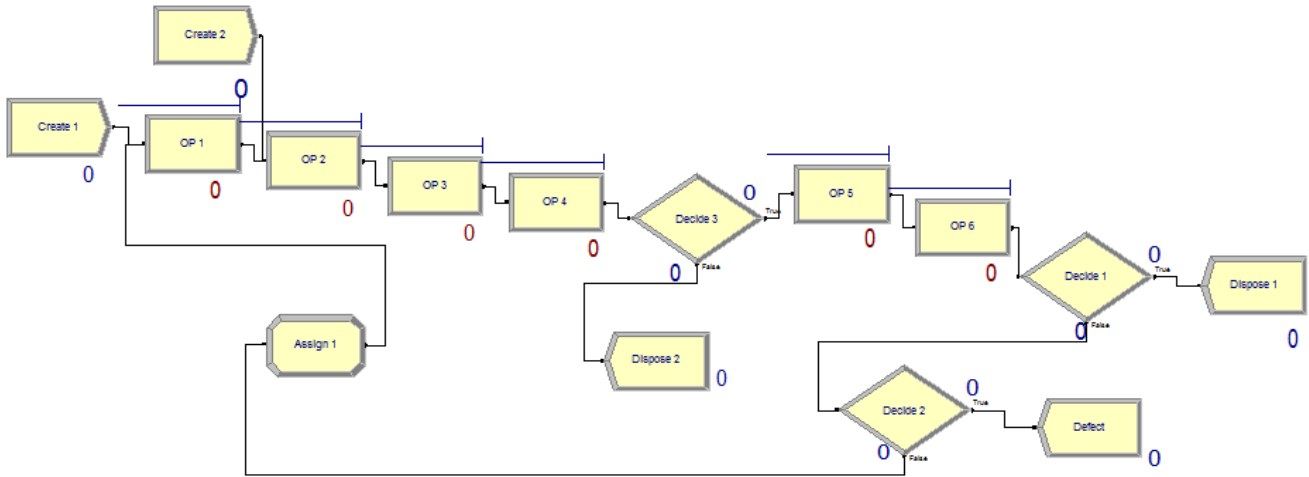 Create 2
0
Create 1
0
OP 1
0
OP 2
0
OP 3
0
OP 4
0
Decide 3
0
True
0
False
OP 5
0
OP 6
0
Decide 1
0
True
0
False
Dispose 1
0
Assign 1
Dispose 2
0
Decide 2
0
True
0
False
Defect
0